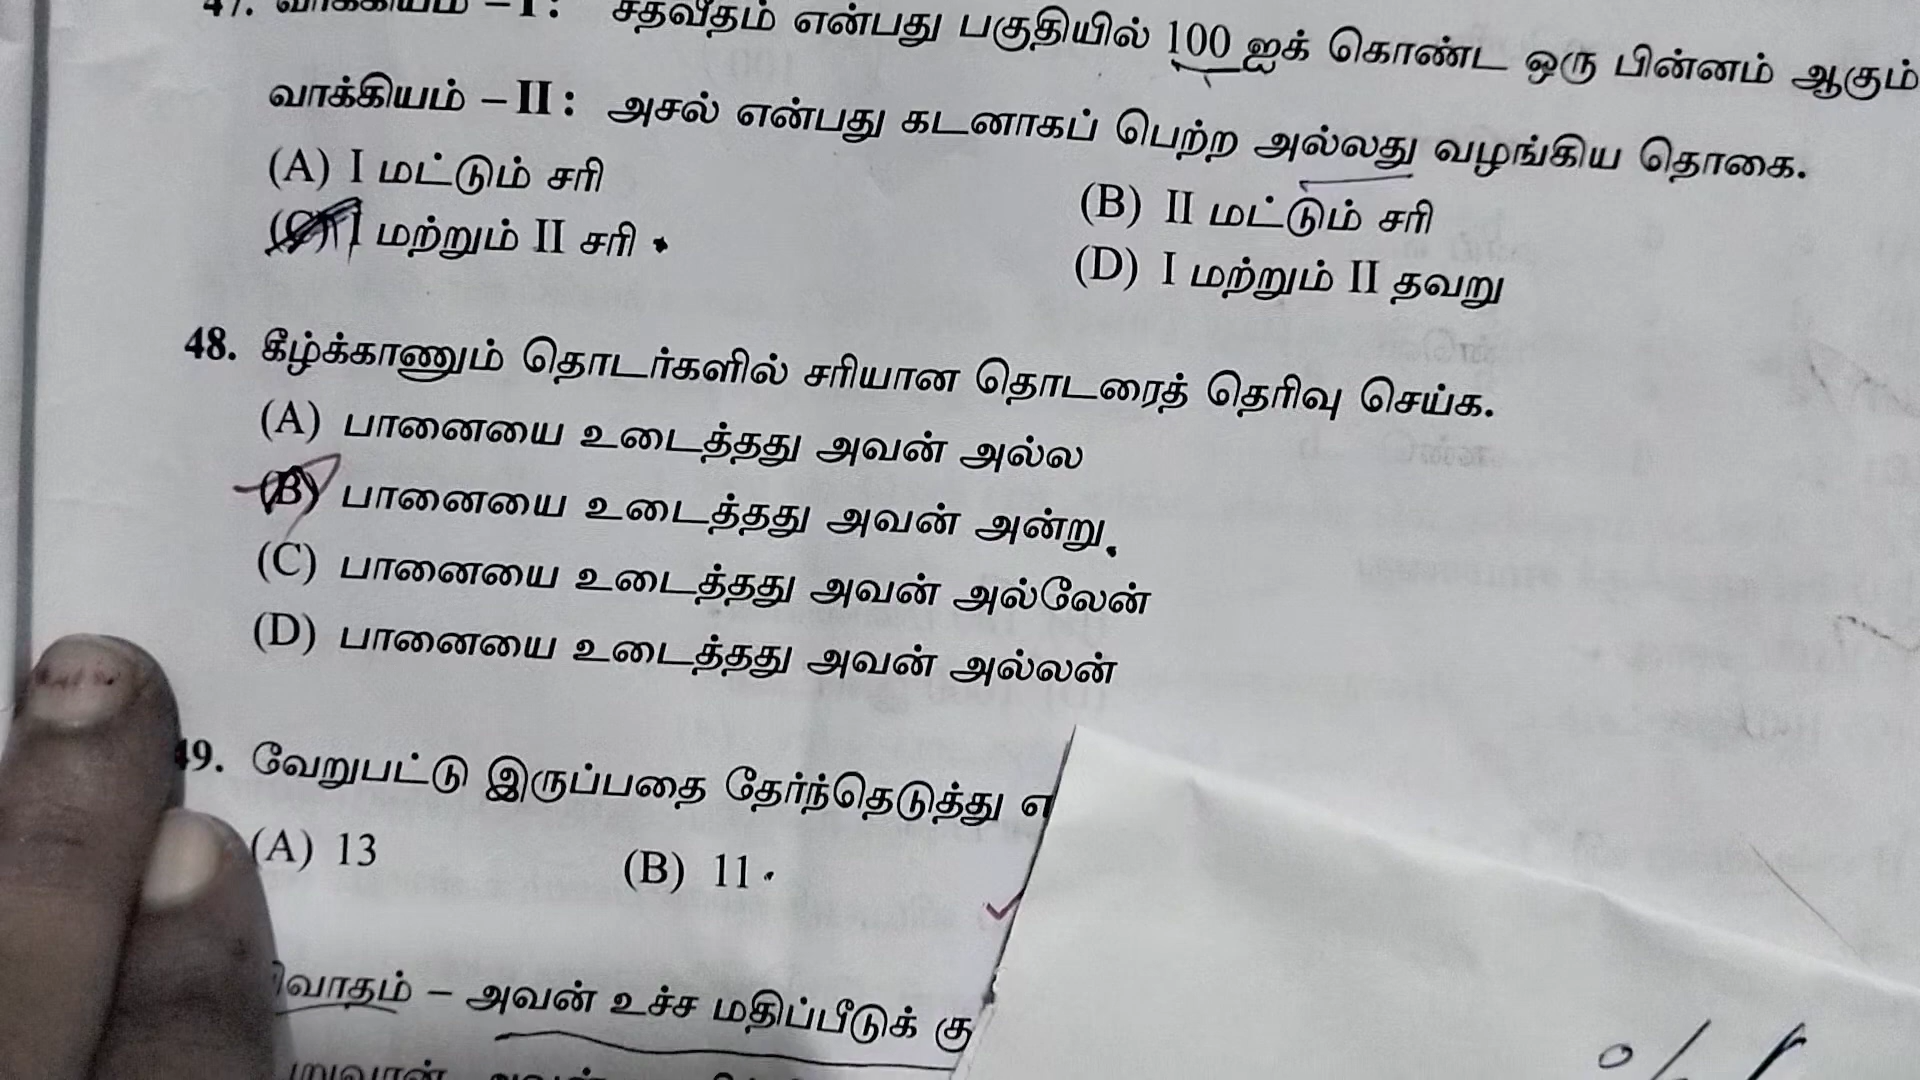 47. வாக்கியம் – I : சதவீதம் என்பது பகுதியில் 100 ஐக் கொண்ட ஒரு பின்னம் ஆகும்
வாக்கியம் – II : அசல் என்பது கடனாகப் பெற்ற அல்லது வழங்கிய தொகை.
(A) I மட்டும் சரி
(B) II மட்டும் சரி
(C) I மற்றும் II சரி
(D) I மற்றும் II தவறு
48. கீழ்க்காணும் தொடர்களில் சரியான தொடரைத் தெரிவு செய்க.
(A) பானையை உடைத்தது அவன் அல்ல
(B) பானையை உடைத்தது அவன் அன்று
(C) பானையை உடைத்தது அவன் அல்லேன்
(D) பானையை உடைத்தது அவன் அல்லன்
49. வேறுபட்டு இருப்பதை தேர்ந்தெடுத்து
(A) 13 (B) 11
– அவன் உச்ச மதிப்பீடுக்